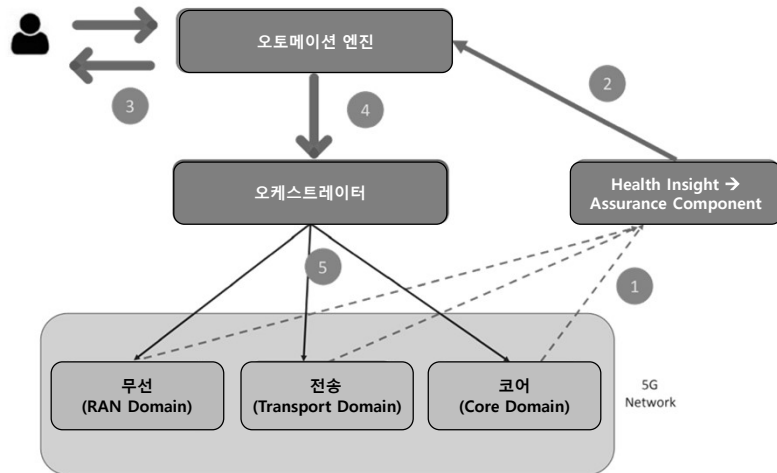 오토메이션 엔진
2
3
4
오케스트레이터
Health Insight →
Assurance Component
5
1
무선
(RAN Domain)
전송
(Transport Domain)
코어
(Core Domain)
5G
Network